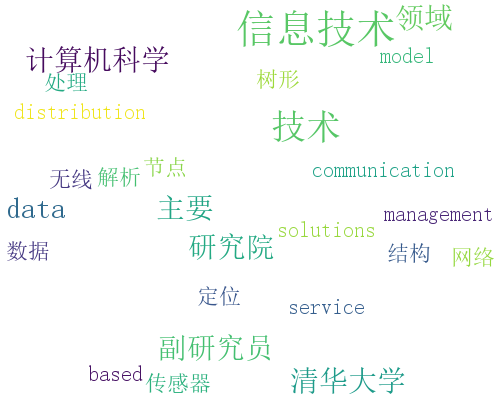 信息技术
领域
计算机科学
model
处理
树形
distribution
技术
无线
解析
节点
communication
data
主要
management
研究院
solutions
数据
结构
网络
定位
service
副研究员
based
传感器
清华大学